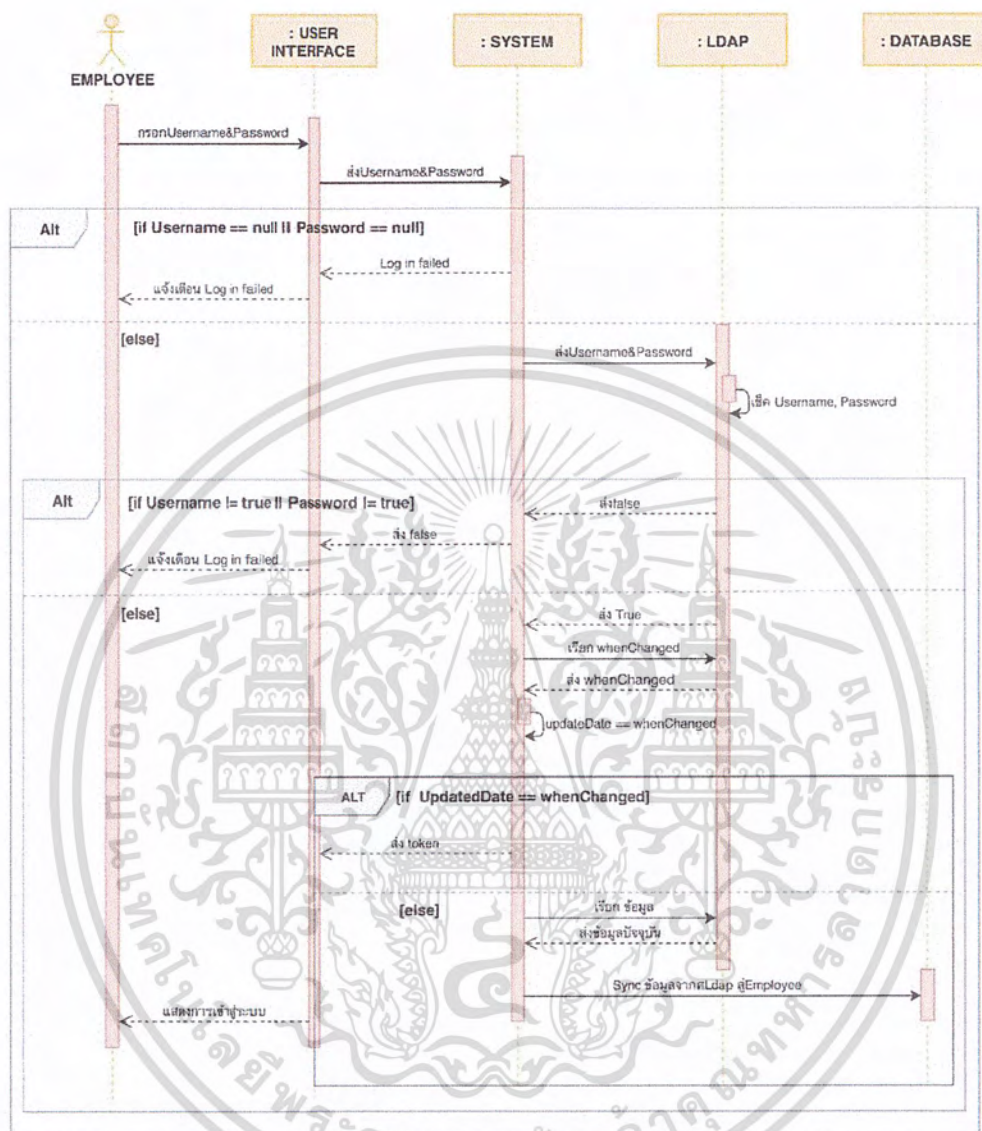 : USER
INTERFACE
: SYSTEM
: LDAP
: DATABASE
EMPLOYEE
กรอกUsername&Password
ส่งUsername&Password
Alt
[if Username == null || Password == null]
Log in failed
แจ้งเตือน Log in failed
[else]
ส่งUsername&Password
เช็ค Username, Password
Alt
[if Username != true || Password != true]
ส่งfalse
ส่ง false
แจ้งเตือน Log in failed
[else]
ส่ง True
เรียก whenChanged
ส่ง whenChanged
updateDate == whenChanged
ALT
[if UpdatedDate == whenChanged]
ส่ง token
[else]
เรียก ข้อมูล
ส่งข้อมูลปัจจุบัน
Sync ข้อมูลจากLdap สู่Employee
แสดงการเข้าสู่ระบบ